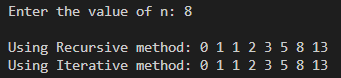 Enter the value of n: 8
Using Recursive method: 0 1 1 2 3 5 8 13
Using Iterative method: 0 1 1 2 3 5 8 13